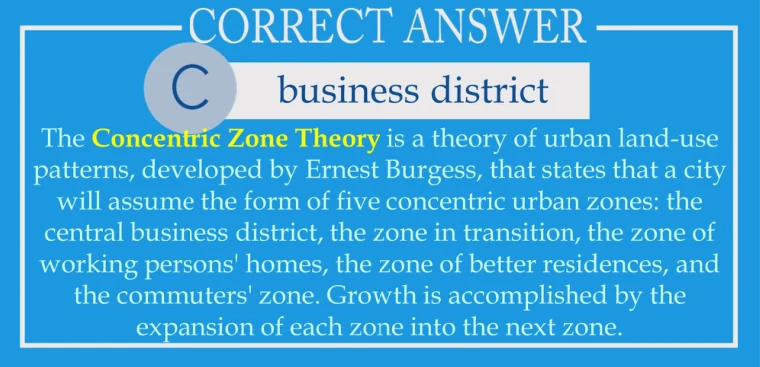 CORRECT ANSWER
C business district
The Concentric Zone Theory is a theory of urban land-use
patterns, developed by Ernest Burgess, that states that a city
will assume the form of five concentric urban zones: the
central business district, the zone in transition, the zone of
working persons' homes, the zone of better residences, and
the commuters' zone. Growth is accomplished by the
expansion of each zone into the next zone.